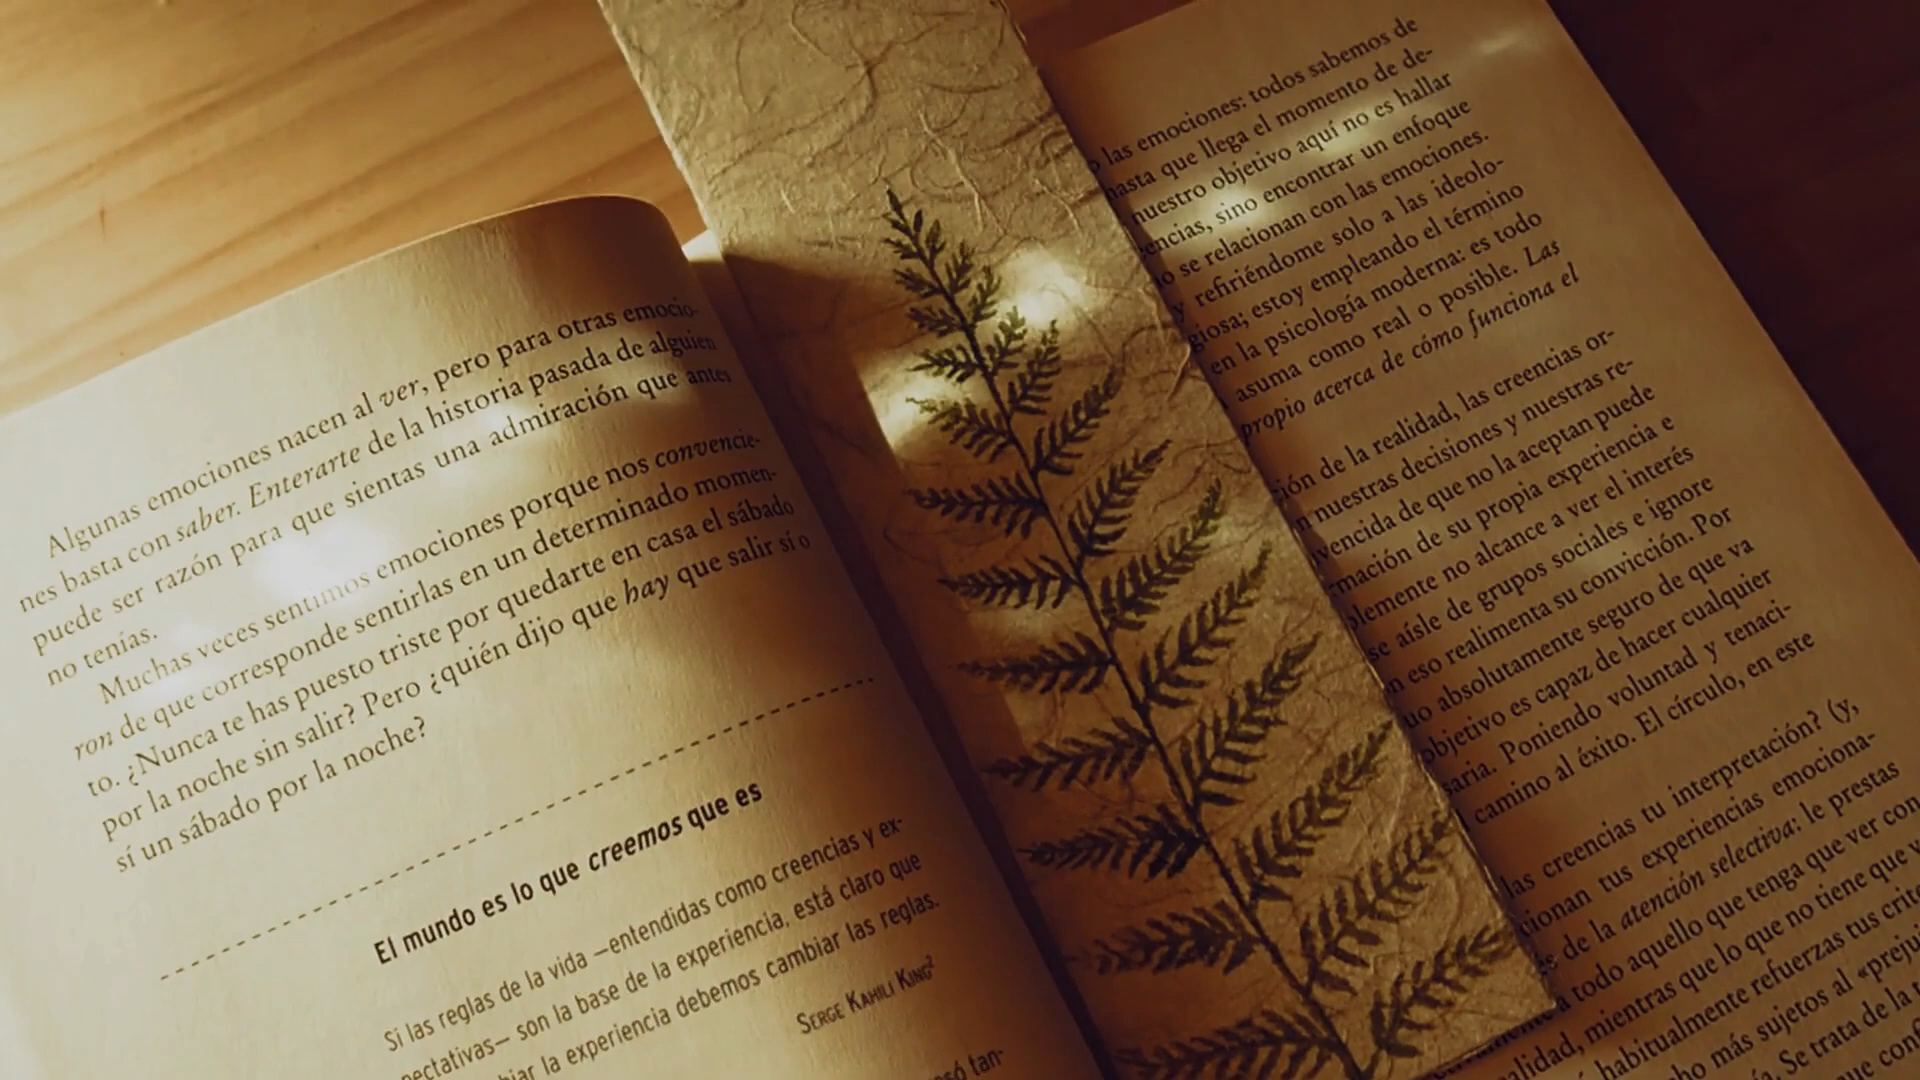 Algunas emociones nacen al ver, pero para otras emocio-
nes basta con saber. Enterarte de la historia pasada de alguien
puede ser razón para que sientas una admiración que antes
no tenías.
Muchas veces sentimos emociones porque nos convencie-
ron de que corresponde sentirlas en un determinado momen-
to. ¿Nunca te has puesto triste por quedarte en casa el sábado
por la noche sin salir? Pero ¿quién dijo que hay que salir sí o
sí un sábado por la noche?
El mundo es lo que creemos que es
Si las reglas de la vida —entendidas como creencias y ex-
pectativas— son la base de la experiencia, está claro que
la experiencia debemos cambiar las reglas.
SERGE KAHILI KING²
las emociones: todos sabemos de
hasta que llega el momento de de-
nuestro objetivo aquí no es hallar
sino encontrar un enfoque
se relacionan con las emociones.
y refiriéndome solo a las ideolo-
estoy empleando el término
en la psicología moderna: es todo
asuma como real o posible. Las
propio acerca de cómo funciona el
de la realidad, las creencias or-
nuestras decisiones y nuestras re-
de que no la aceptan puede
de su propia experiencia e
no alcance a ver el interés
se aísle de grupos sociales e ignore
eso realimenta su convicción. Por
absolutamente seguro de que va
objetivo es capaz de hacer cualquier
Poniendo voluntad y tenaci-
camino al éxito. El círculo, en este
las creencias tu interpretación? (y,
tus experiencias emociona-
de la atención selectiva: le prestas
a todo aquello que tenga que ver con
mientras que lo que no tiene que
habitualmente refuerzas tus
más sujetos al
Se trata de la
que